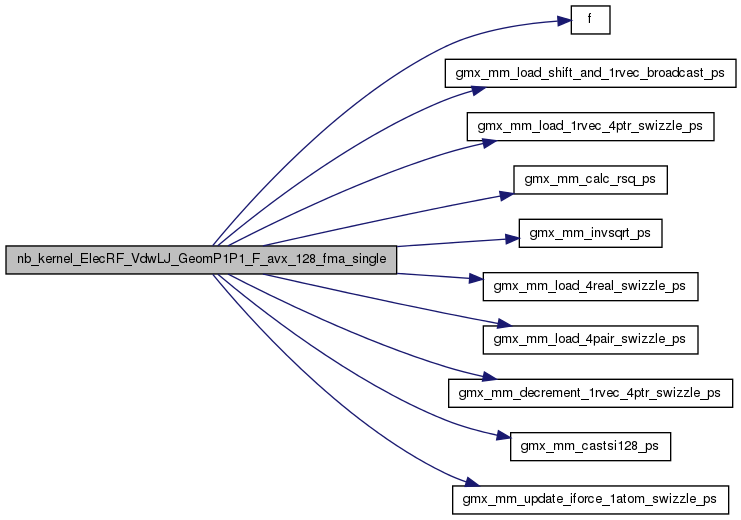 f
gmx_mm_load_shift_and_1rvec_broadcast_ps
gmx_mm_load_1rvec_4ptr_swizzle_ps
gmx_mm_calc_rsq_ps
gmx_mm_invsqrt_ps
nb_kernel_ElecRF_VdwLJ_GeomP1P1_F_avx_128_fma_single
gmx_mm_load_4real_swizzle_ps
gmx_mm_load_4pair_swizzle_ps
gmx_mm_decrement_1rvec_4ptr_swizzle_ps
gmx_mm_castsi128_ps
gmx_mm_update_iforce_1atom_swizzle_ps